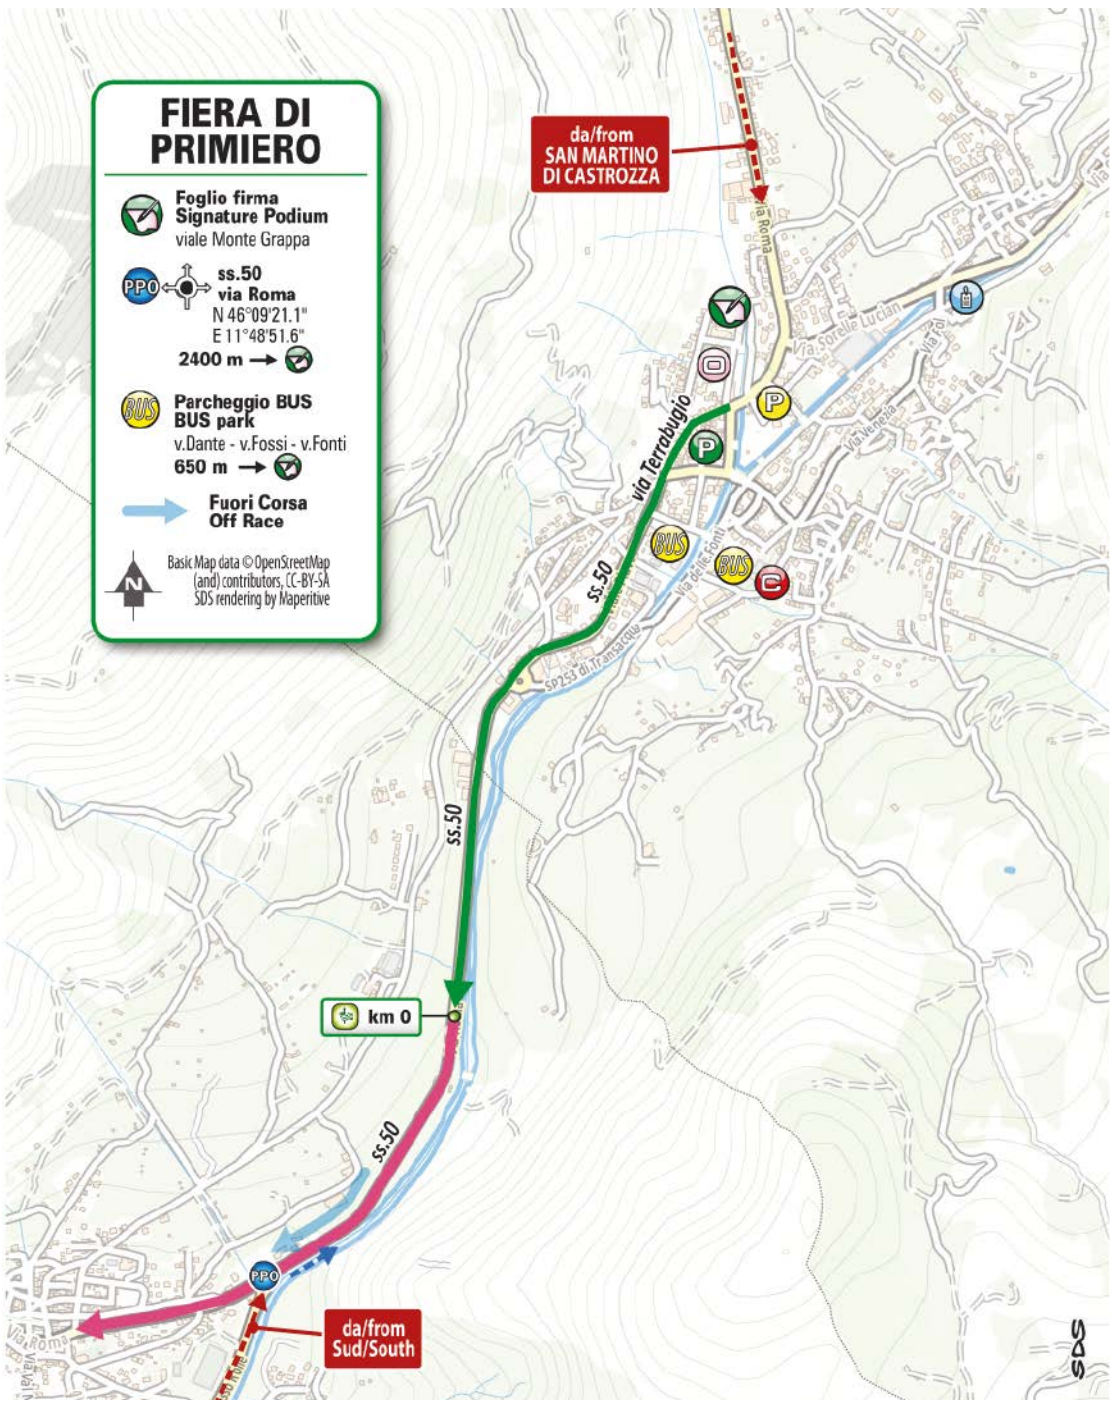 FIERA DI
PRIMIERO
Foglio firma
Signature Podium
viale Monte Grappa
PPO
ss.50
via Roma
N 46°09'21.1"
E 11°48'51.6"
2400 m
BUS
Parcheggio BUS
BUS park
v.Dante - v.Fossi - v.Fonti
650 m
Fuori Corsa
Off Race
N
Basic Map data © OpenStreetMap
(and) contributors, CC-BY-SA
SDS rendering by Maperitive
da/from
SAN MARTINO
DI CASTROZZA
via Roma
Via Sorelle Lucian
O
P
P
via Terrabugio
Via Venezia
BUS
BUS
C
Via delle Fonti
ss.50
SP253 di Transacqua
ss.50
km 0
ss.50
PPO
da/from
Sud/South
Via Roma
SDS